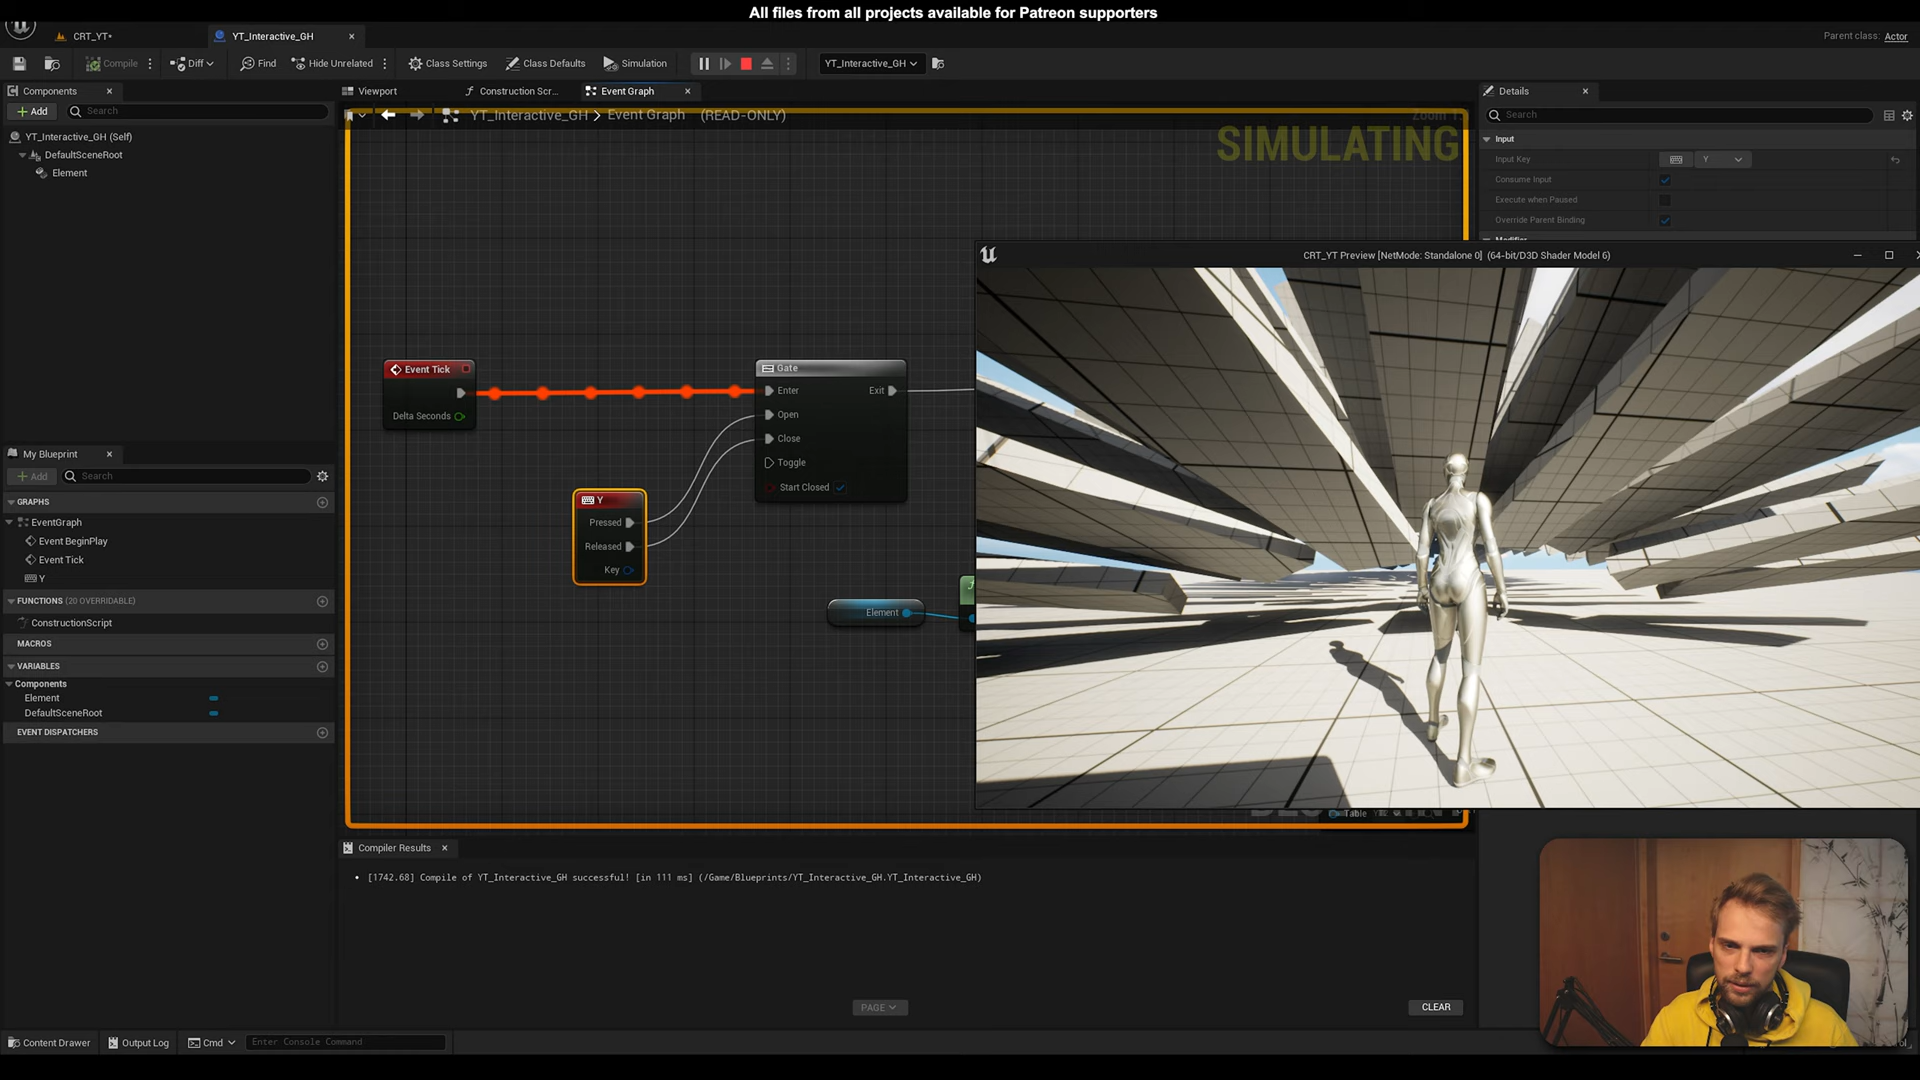 All files from all projects available for Patreon supporters
CRT_YT*
YT_Interactive_GH
Parent class: Actor
Compile
Diff
Find
Hide Unrelated
Class Settings
Class Defaults
Simulation
YT_Interactive_GH
Components
Add
Search
YT_Interactive_GH (Self)
DefaultSceneRoot
Element
Viewport
Construction Scr...
Event Graph
YT_Interactive_GH > Event Graph (READ-ONLY)
SIMULATING
Details
Search
Input
Input Key
Y
Consume Input
Execute when Paused
Override Parent Binding
CRT_YT Preview [NetMode: Standalone 0] (64-bit/D3D Shader Model 6)
Event Tick
Delta Seconds
Gate
Enter
Exit
Open
Close
Toggle
Start Closed
Y
Pressed
Released
Key
Element
Table
My Blueprint
Add
Search
GRAPHS
EventGraph
Event BeginPlay
Event Tick
Y
FUNCTIONS (20 OVERRIDABLE)
ConstructionScript
MACROS
VARIABLES
Components
Element
DefaultSceneRoot
EVENT DISPATCHERS
Compiler Results
[1742.68] Compile of YT_Interactive_GH successful! [in 111 ms] (/Game/Blueprints/YT_Interactive_GH.YT_Interactive_GH)
PAGE
CLEAR
Content Drawer
Output Log
Cmd
Enter Console Command